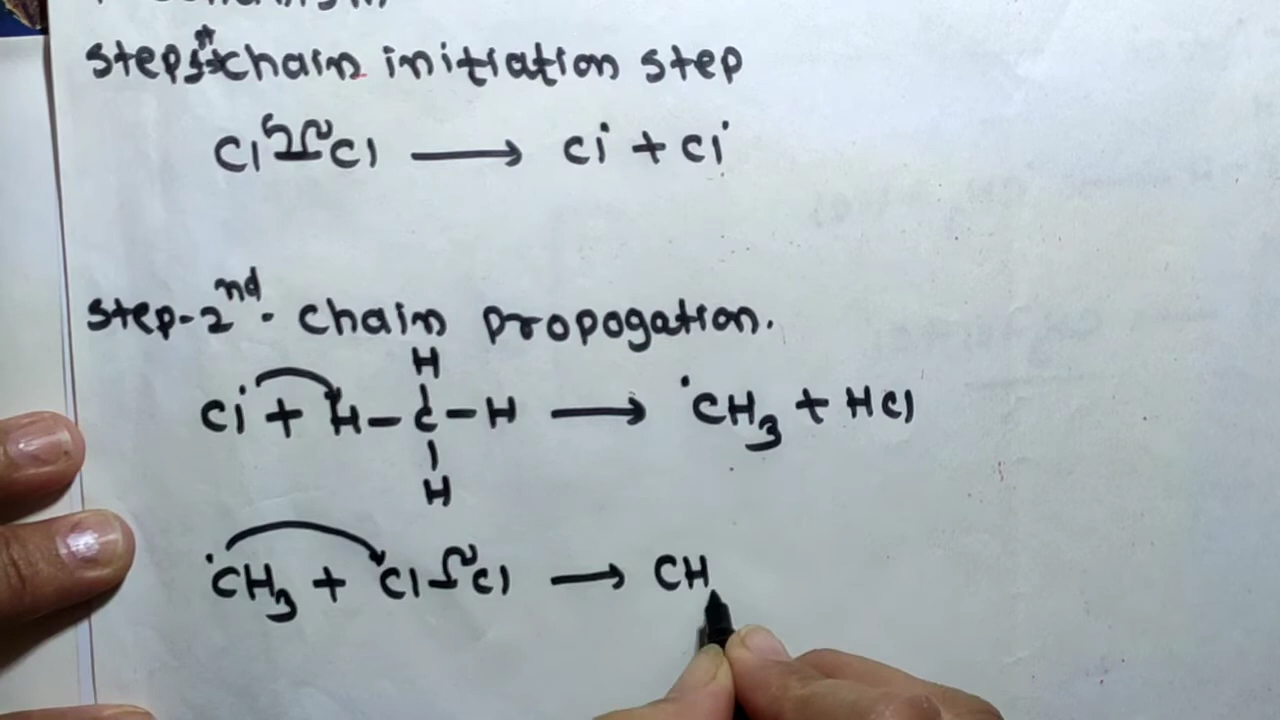 step 1st chain initiation step
Cl—Cl ⟶ Cl˙ + Cl˙
step-2nd. chain propogation.
H
Cl˙ + H–C–H ⟶ ˙CH3 + HCl
H
˙CH3 + Cl–Cl ⟶ CH